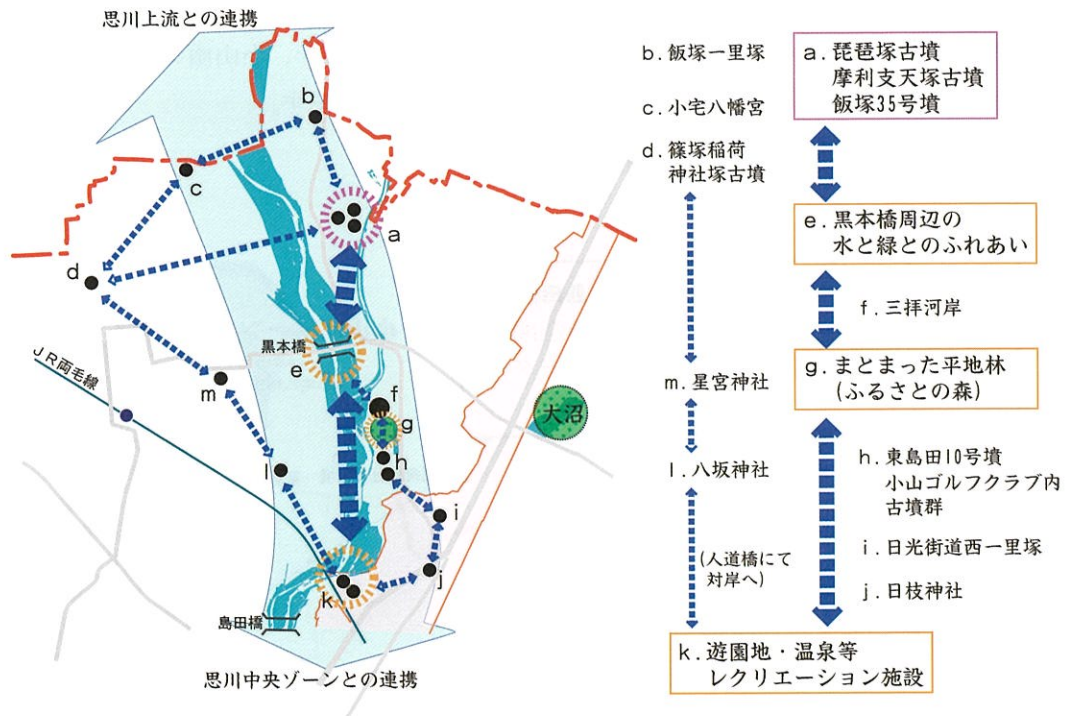 思川上流との連携
b
c
a
d
黒本橋
e
JR両毛線
m
f
g
大沼
h
l
i
j
k
島田橋
思川中央ゾーンとの連携
b.飯塚一里塚
c.小宅八幡宮
d.篠塚稲荷
神社塚古墳
m.星宮神社
l.八坂神社
(人道橋にて
対岸へ)
a.琵琶塚古墳
摩利支天塚古墳
飯塚35号墳
e.黒本橋周辺の
水と緑とのふれあい
f.三拝河岸
g.まとまった平地林
(ふるさとの森)
h.東島田10号墳
小山ゴルフクラブ内
古墳群
i.日光街道西一里塚
j.日枝神社
k.遊園地・温泉等
レクリエーション施設